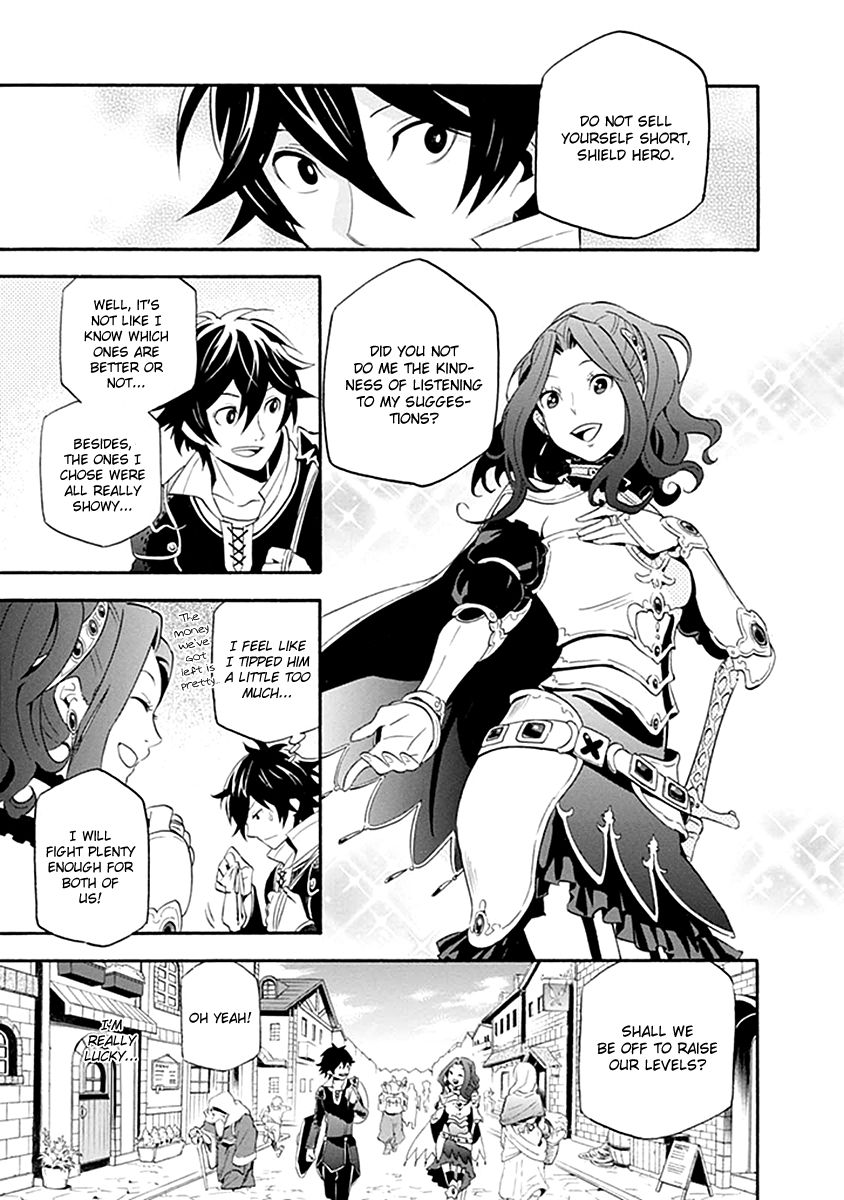 DO NOT SELL
YOURSELF SHORT,
SHIELD HERO.
DID YOU NOT
DO ME THE KIND-
NESS OF LISTENING
TO MY SUGGES-
TIONS?
WELL, IT'S
NOT LIKE I
KNOW WHICH
ONES ARE
BETTER OR
NOT...
BESIDES,
THE ONES I
CHOSE WERE
ALL REALLY
SHOWY...
I FEEL LIKE
I TIPPED HIM
A LITTLE TOO
MUCH...
The
money
we've
got
left is
pretty...
I WILL
FIGHT PLENTY
ENOUGH FOR
BOTH OF
US!
SHALL WE
BE OFF TO RAISE
OUR LEVELS?
OH YEAH!
I'M
REALLY
LUCKY...